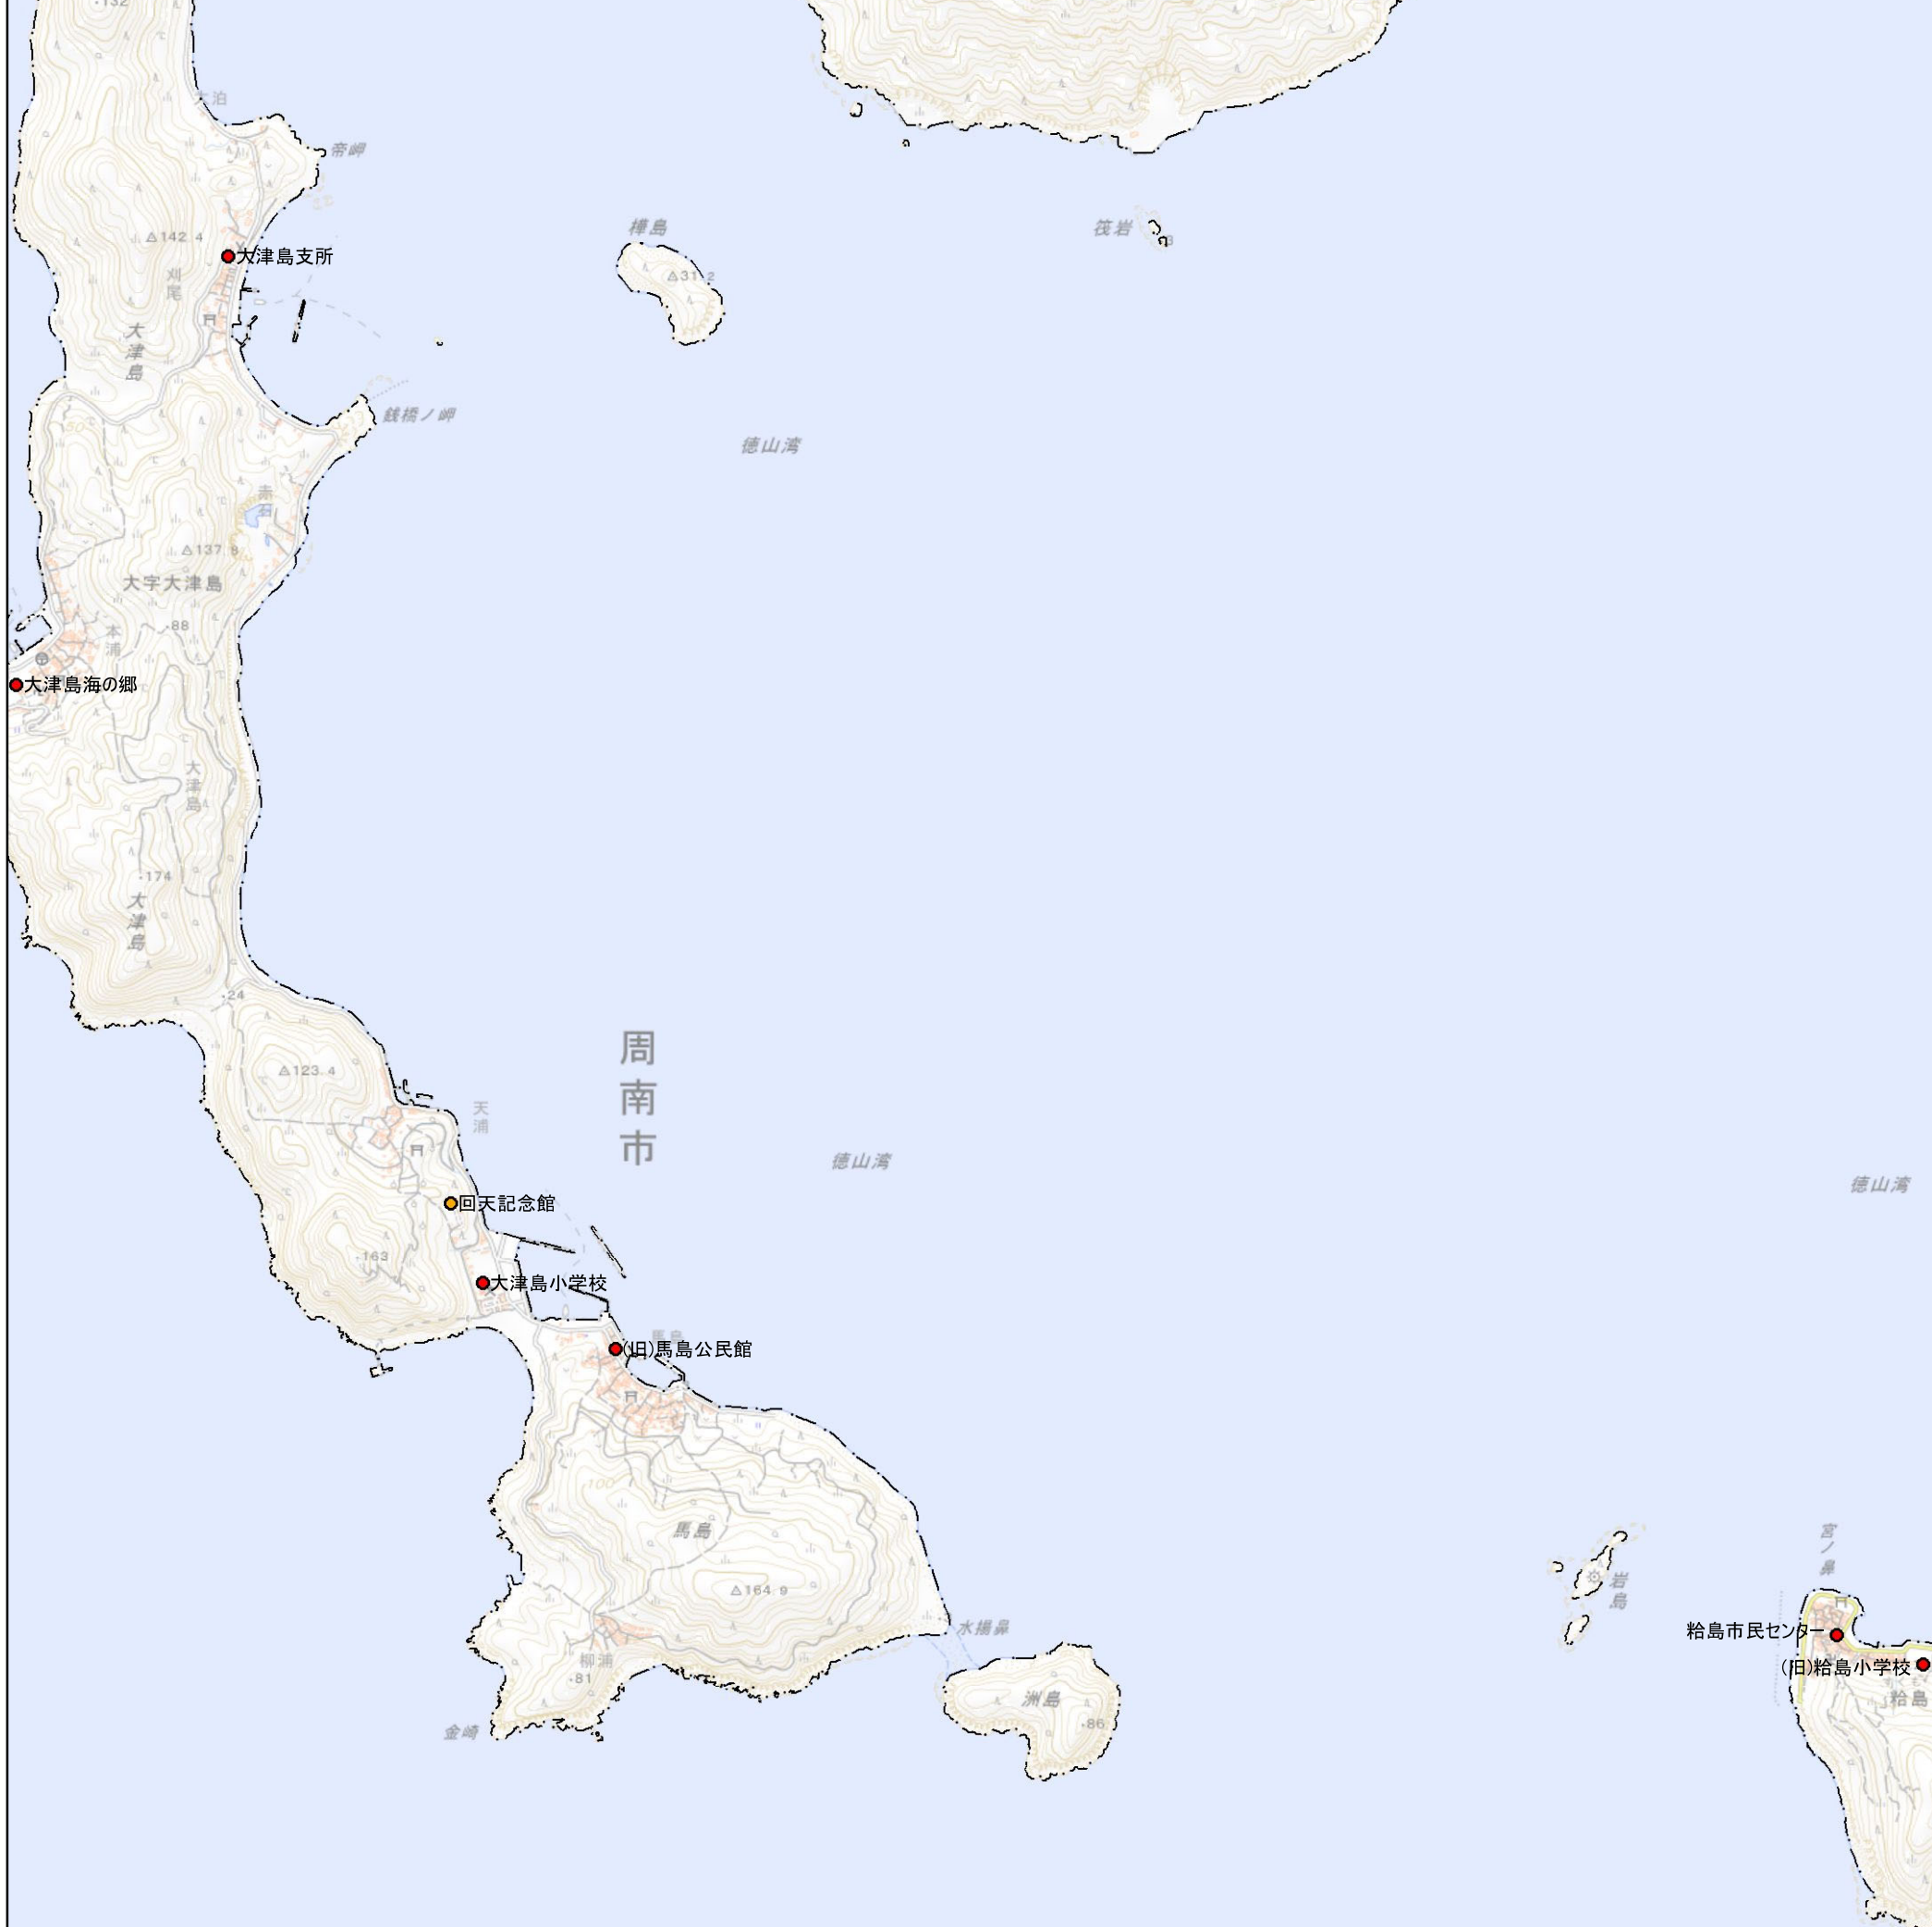 132
大泊
帝岬
樺島
筏岩
142.4
大津島支所
31.2
刈尾
大津島
銭橋ノ岬
徳山湾
50
赤石
137.8
大字大津島
88
本浦
大津島海の郷
大津島
174
大津島
24
周南市
123.4
天浦
徳山湾
徳山湾
回天記念館
163
大津島小学校
馬島
(旧)馬島公民館
100
馬島
宮ノ鼻
164.9
岩島
水揚鼻
粭島市民センター
柳浦
(旧)粭島小学校
81
洲島
粭島
86
金崎